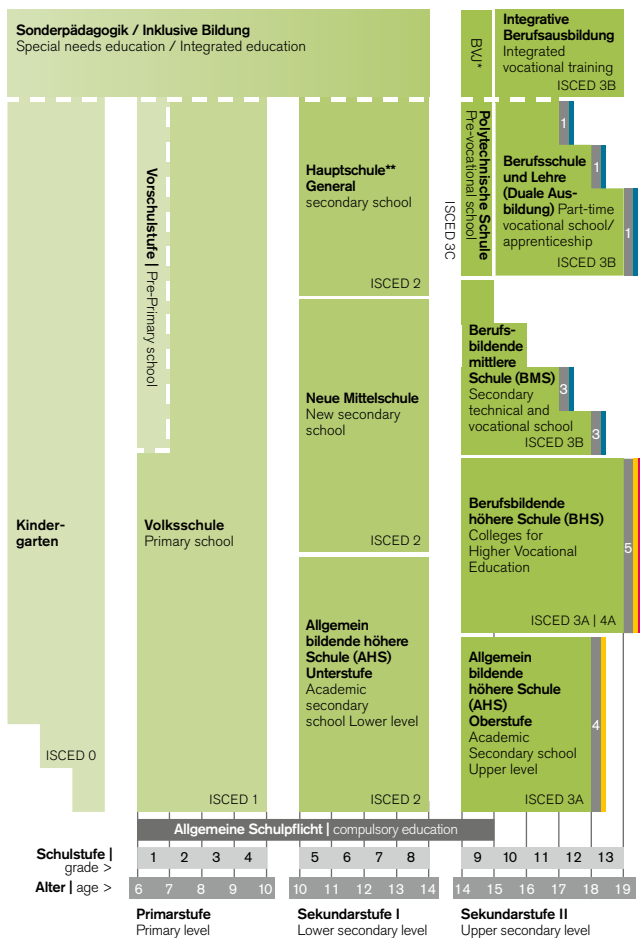 Sonderpädagogik / Inklusive Bildung
Special needs education / Integrated education
BVJ*
Integrative
Berufsausbildung
Integrated
vocational training
ISCED 3B
Vorschulstufe | Pre-Primary school
Hauptschule**
General
secondary school
ISCED 2
ISCED 3C
Polytechnische Schule
Pre-vocational school
1
1
1
Berufsschule
und Lehre
(Duale Aus-
bildung) Part-time
vocational school/
apprenticeship
ISCED 3B
Neue Mittelschule
New secondary
school
ISCED 2
Berufs-
bildende
mittlere
Schule (BMS)
Secondary
technical and
vocational school
ISCED 3B
3
3
Kinder-
garten
ISCED 0
Volksschule
Primary school
ISCED 1
Berufsbildende
höhere Schule (BHS)
Colleges for
Higher Vocational
Education
ISCED 3A | 4A
5
Allgemein
bildende höhere
Schule (AHS)
Unterstufe
Academic
secondary
school Lower level
ISCED 2
Allgemein
bildende
höhere Schule
(AHS)
Oberstufe
Academic
Secondary school
Upper level
ISCED 3A
4
Allgemeine Schulpflicht | compulsory education
Schulstufe |
grade >
1 2 3 4 5 6 7 8 9 10 11 12 13
Alter | age >
6 7 8 9 10 10 11 12 13 14 14 15 16 17 18 19
Primarstufe
Primary level
Sekundarstufe I
Lower secondary level
Sekundarstufe II
Upper secondary level